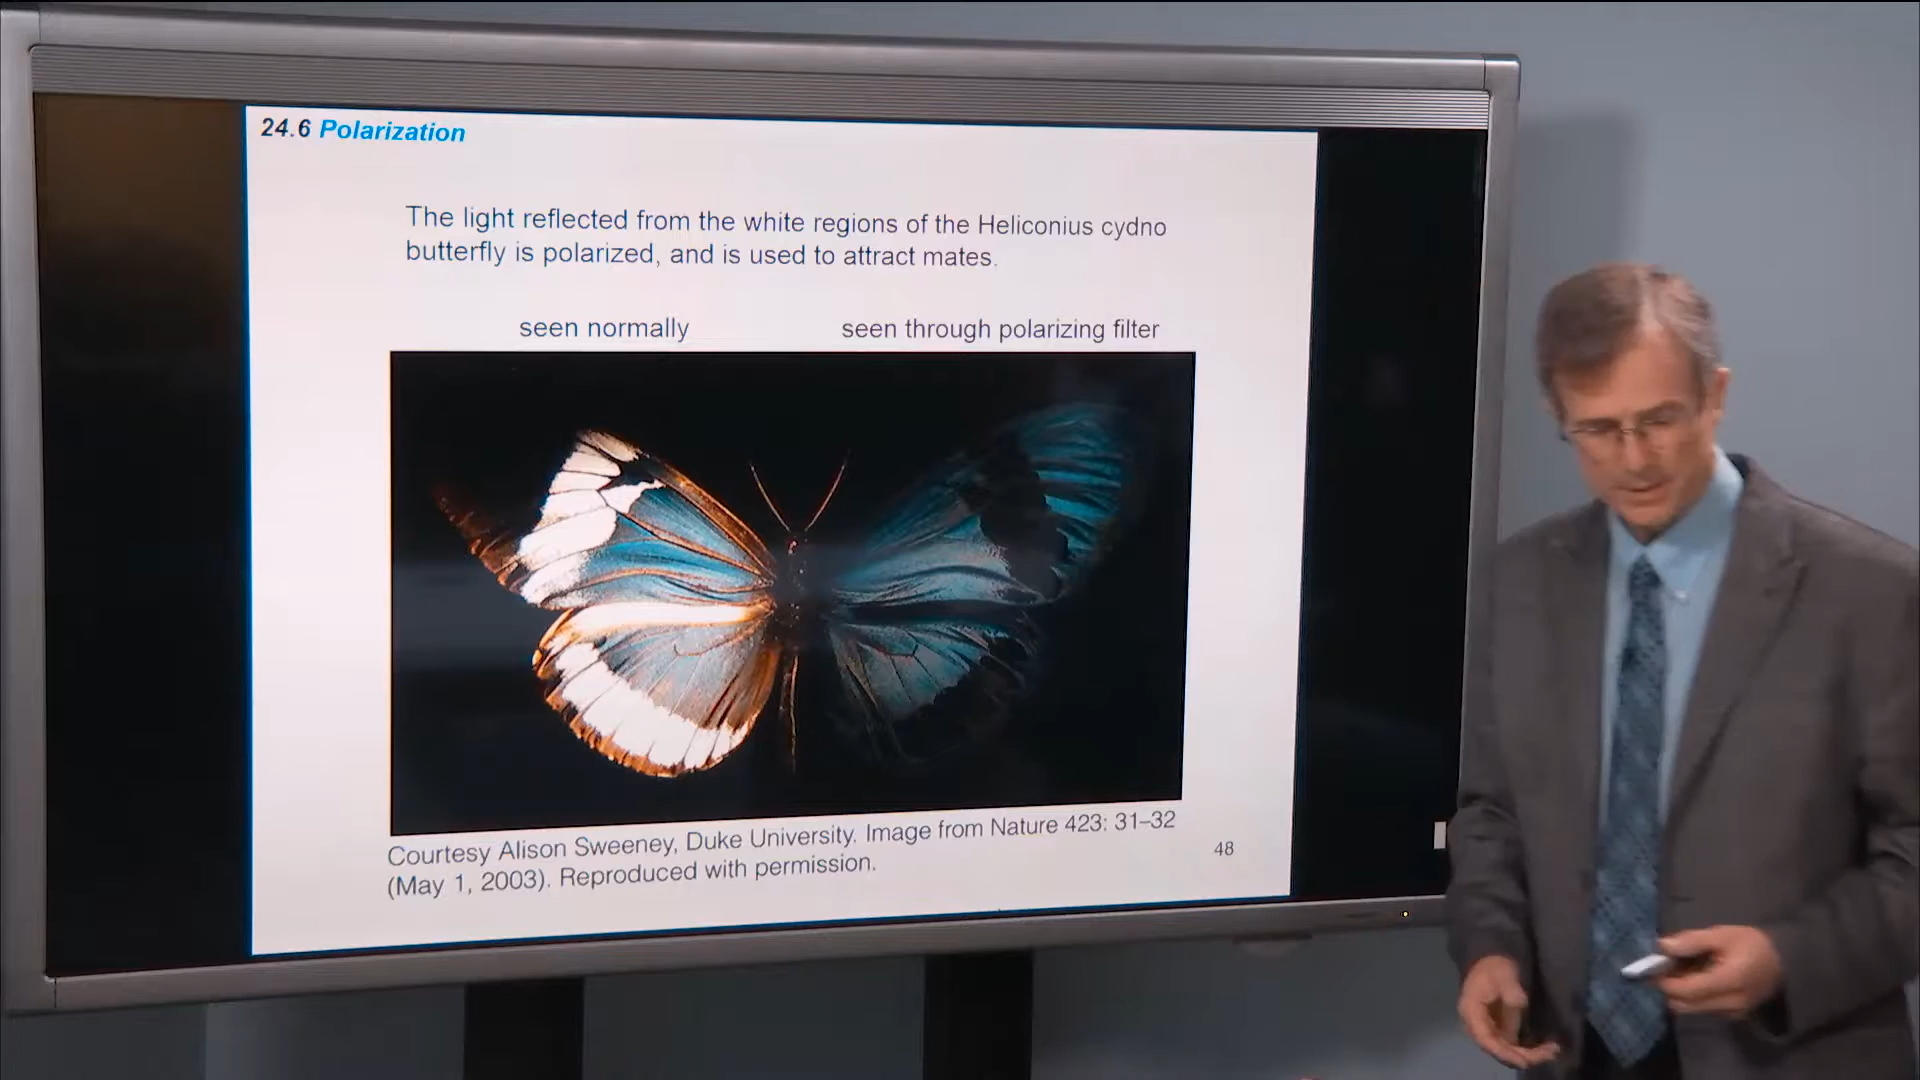 24.6 Polarization
The light reflected from the white regions of the Heliconius cydno
butterfly is polarized, and is used to attract mates.
seen normally
seen through polarizing filter
Courtesy Alison Sweeney, Duke University. Image from Nature 423: 31–32
(May 1, 2003). Reproduced with permission.
48